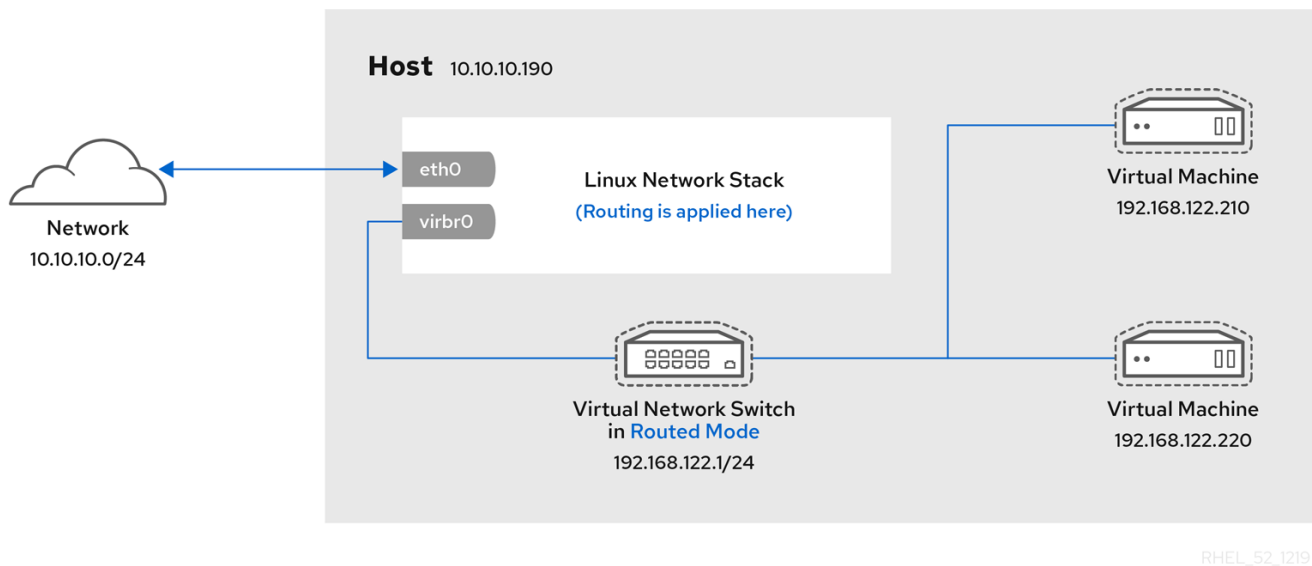 Host 10.10.10.190
eth0
virbr0
Linux Network Stack
(Routing is applied here)
Network
10.10.10.0/24
Virtual Machine
192.168.122.210
Virtual Network Switch
in Routed Mode
192.168.122.1/24
Virtual Machine
192.168.122.220
RHEL_52_1219